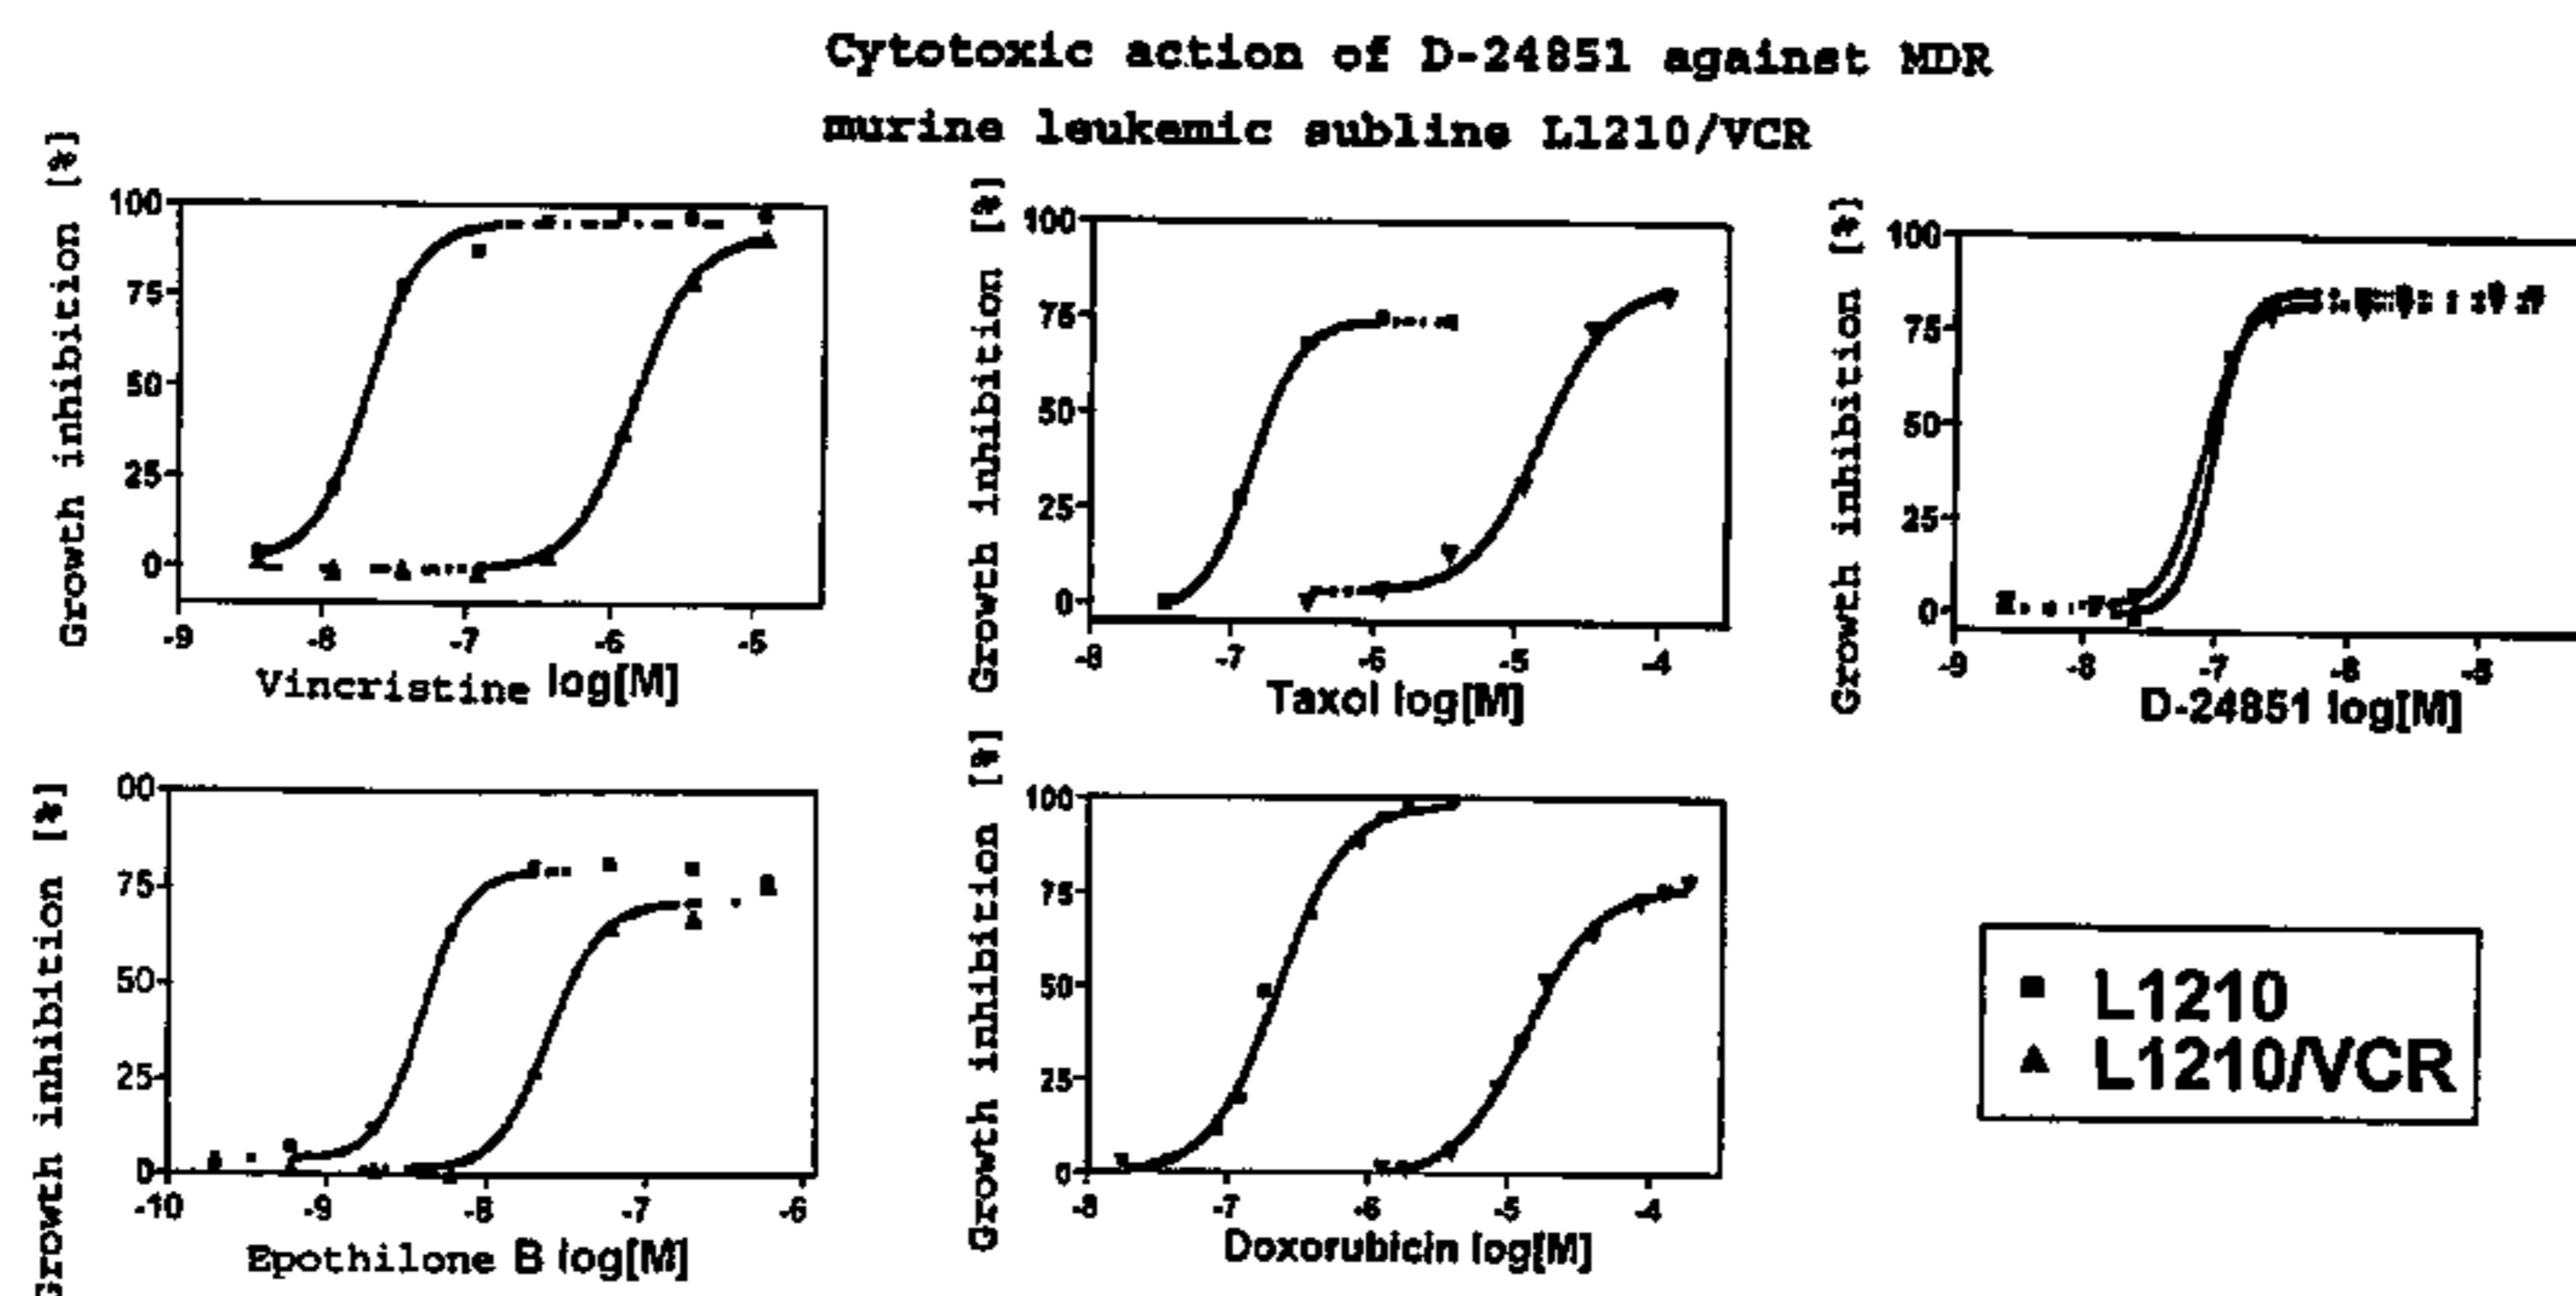 Cytotoxic action of D-24851 against MDR
murine leukemic subline L1210/VCR
Growth inhibition [%]
100
75
50
25
0
-9 -8 -7 -6 -5
Vincristine log[M]
Growth inhibition [%]
100
75
50
25
0
-8 -7 -6 -5 -4
Taxol log[M]
Growth inhibition [%]
100
75
50
25
0
-9 -8 -7
D-24851 log[M]
Growth inhibition [%]
00
75
50
25
0
-10 -9 -8 -7 -6
Epothilone B log[M]
Growth inhibition [%]
100
75
50
25
0
-8 -7 -6 -5 -4
Doxorubicin log[M]
L1210
L1210/VCR